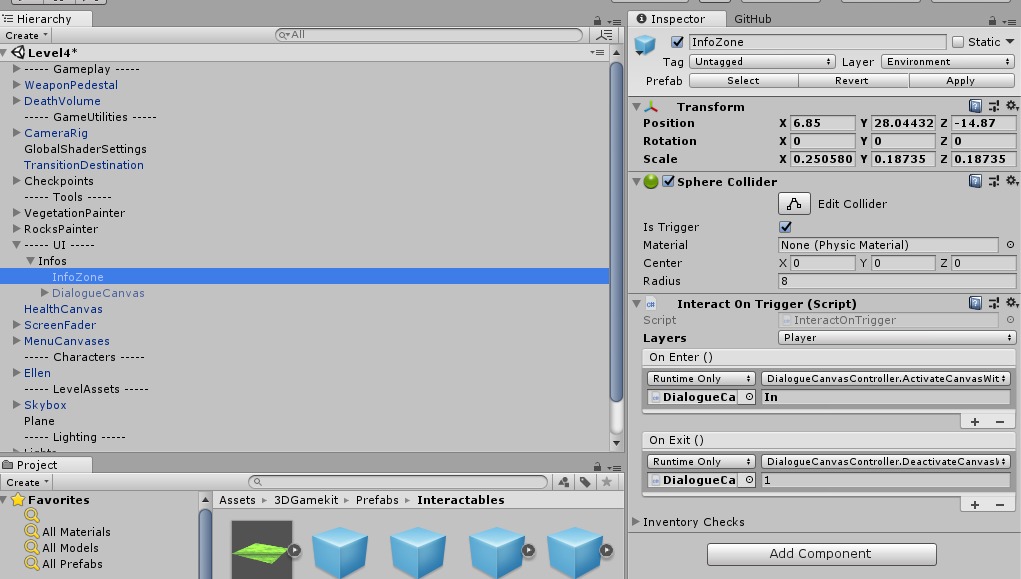 Hierarchy
Create
All
Level4*
----- Gameplay -----
WeaponPedestal
DeathVolume
----- GameUtilities -----
CameraRig
GlobalShaderSettings
TransitionDestination
Checkpoints
----- Tools -----
VegetationPainter
RocksPainter
----- UI -----
Infos
InfoZone
DialogueCanvas
HealthCanvas
ScreenFader
MenuCanvases
----- Characters -----
Ellen
----- LevelAssets -----
Skybox
Plane
----- Lighting -----
Lights
Project
Create
Favorites
All Materials
All Models
All Prefabs
Assets 3DGamekit Prefabs Interactables
Inspector GitHub
InfoZone Static
Tag Untagged Layer Environment
Prefab Select Revert Apply
Transform
Position X 6.85 Y 28.04432 Z -14.87
Rotation X 0 Y 0 Z 0
Scale X 0.250580 Y 0.18735 Z 0.18735
Sphere Collider
Edit Collider
Is Trigger
Material None (Physic Material)
Center X 0 Y 0 Z 0
Radius 8
Interact On Trigger (Script)
Script InteractOnTrigger
Layers Player
On Enter ()
Runtime Only DialogueCanvasController.ActivateCanvasWit
DialogueCa In
On Exit ()
Runtime Only DialogueCanvasController.DeactivateCanvas
DialogueCa 1
Inventory Checks
Add Component